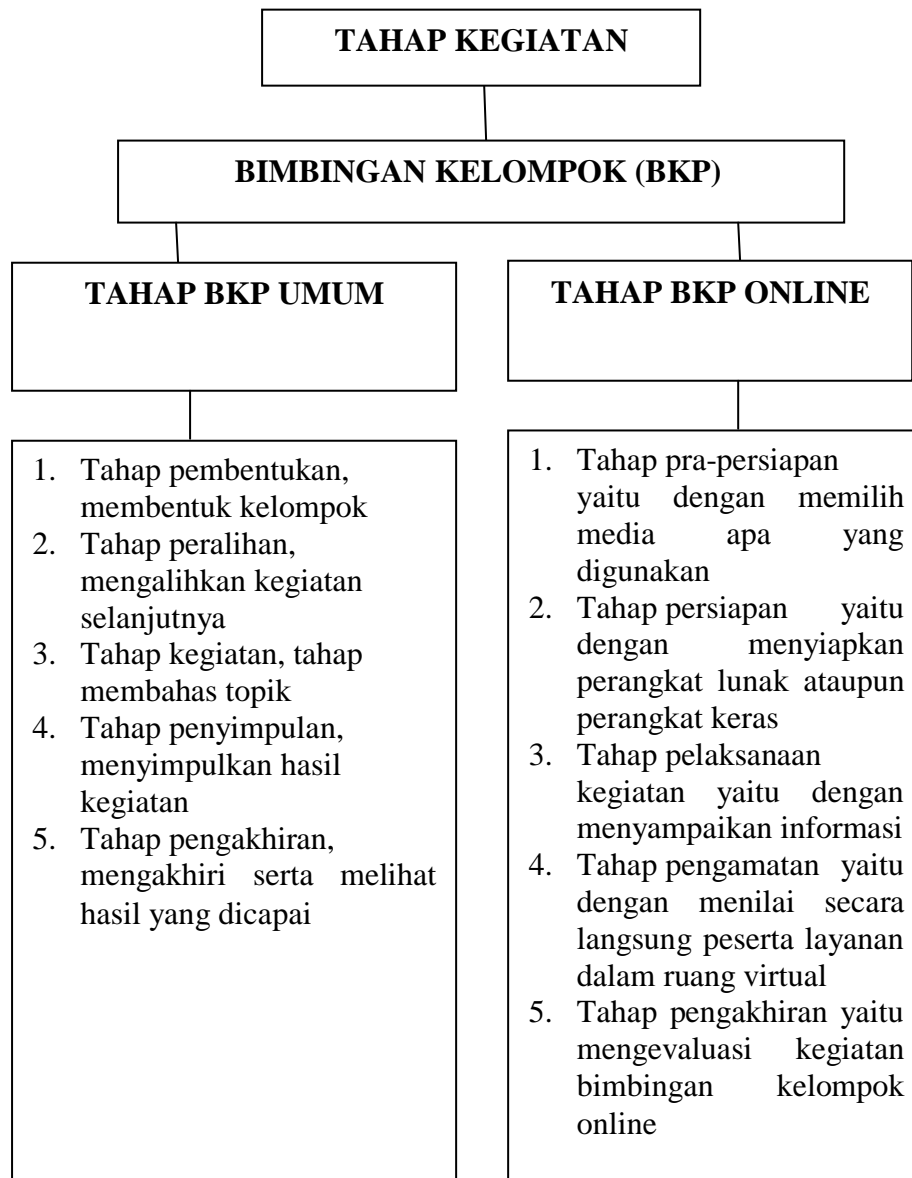 TAHAP KEGIATAN
BIMBINGAN KELOMPOK (BKP)
TAHAP BKP UMUM
1. Tahap pembentukan,
membentuk kelompok
2. Tahap peralihan,
mengalihkan kegiatan
selanjutnya
3. Tahap kegiatan, tahap
membahas topik
4. Tahap penyimpulan,
menyimpulkan hasil
kegiatan
5. Tahap pengakhiran,
mengakhiri serta melihat
hasil yang dicapai
TAHAP BKP ONLINE
1. Tahap pra-persiapan
yaitu dengan memilih
media apa yang
digunakan
2. Tahap persiapan yaitu
dengan menyiapkan
perangkat lunak ataupun
perangkat keras
3. Tahap pelaksanaan
kegiatan yaitu dengan
menyampaikan informasi
4. Tahap pengamatan yaitu
dengan menilai secara
langsung peserta layanan
dalam ruang virtual
5. Tahap pengakhiran yaitu
mengevaluasi kegiatan
bimbingan kelompok
online